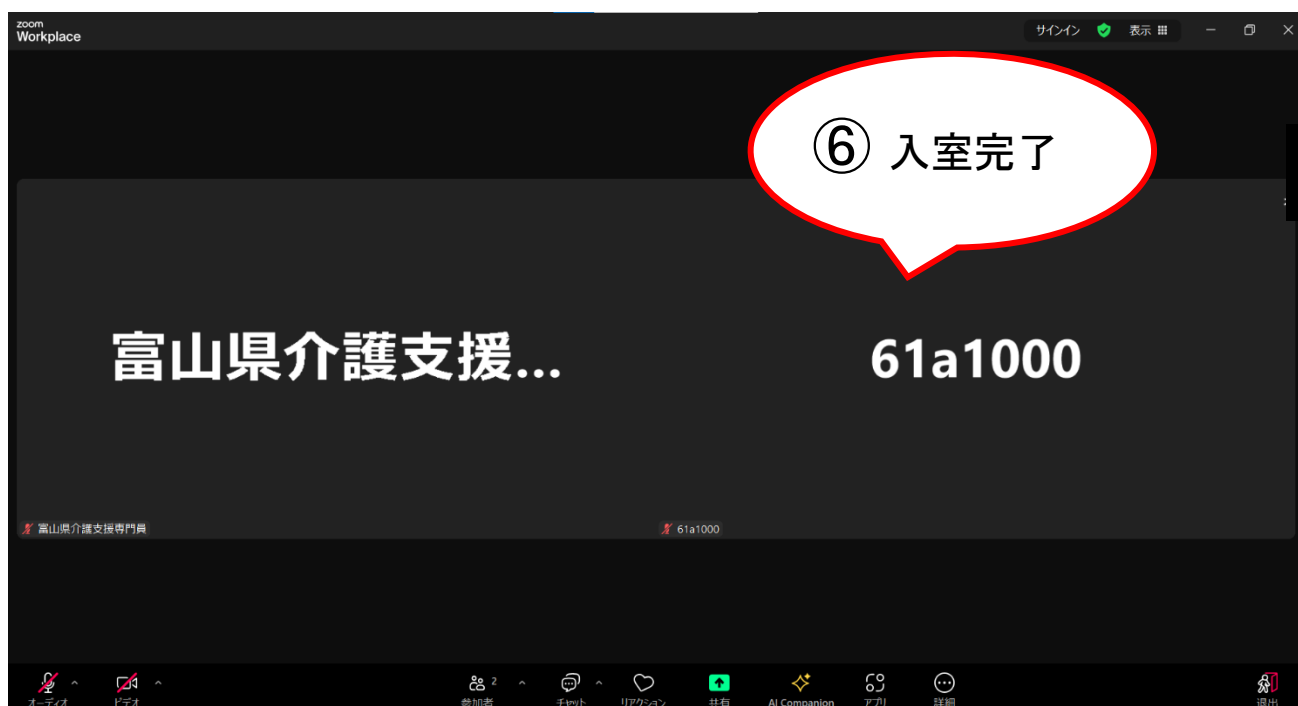 zoom
Workplace
サインイン 表示
⑥ 入室完了
富山県介護支援...
61a1000
富山県介護支援専門員
61a1000
2
オーディオ ビデオ 参加者 チャット リアクション 共有 AI Companion アプリ 詳細 退出